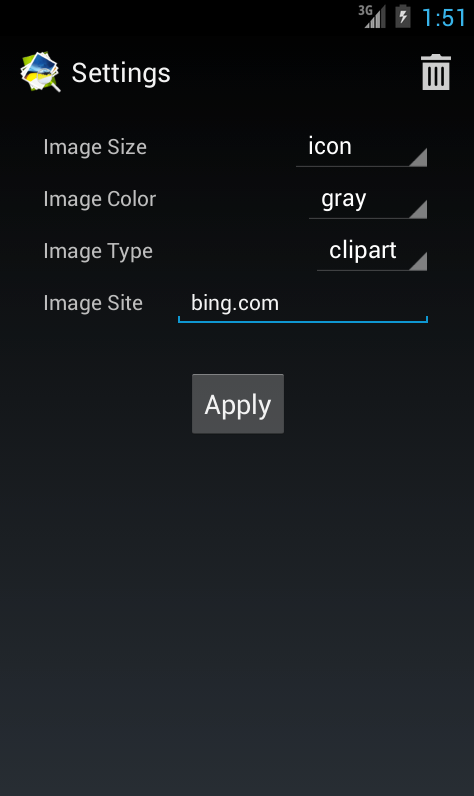 3G 1:51
Settings
Image Size icon
Image Color gray
Image Type clipart
Image Site bing.com
Apply